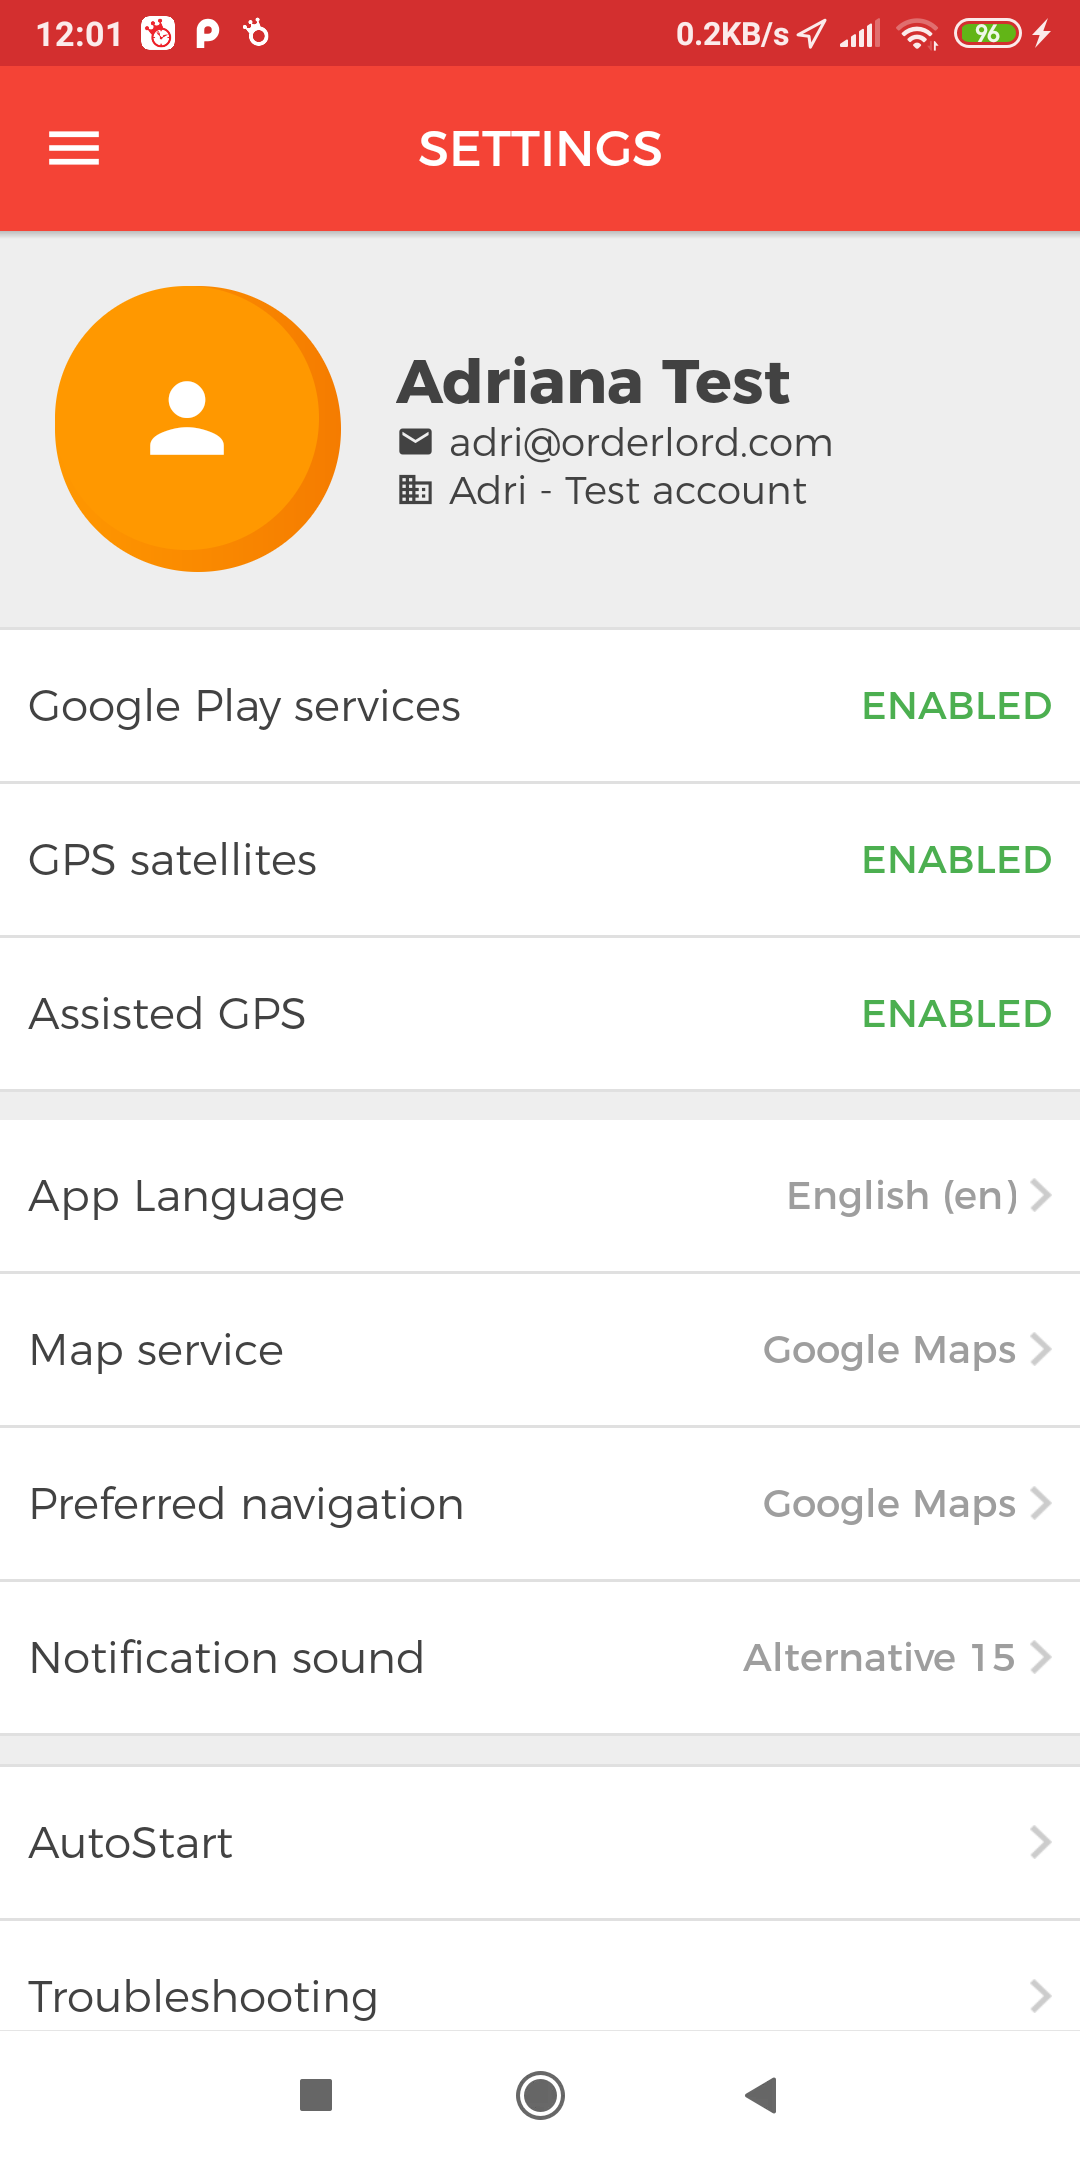 12:01 0.2KB/s 96
SETTINGS
Adriana Test
adri@orderlord.com
Adri - Test account
Google Play services ENABLED
GPS satellites ENABLED
Assisted GPS ENABLED
App Language English (en)
Map service Google Maps
Preferred navigation Google Maps
Notification sound Alternative 15
AutoStart
Troubleshooting